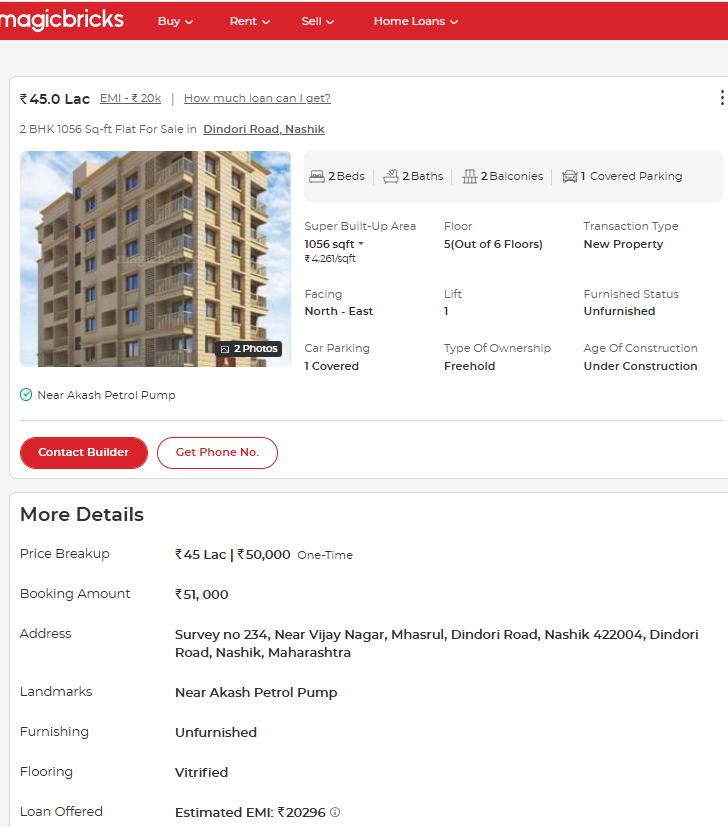 magicbricks
Buy
Rent
Sell
Home Loans
₹45.0 Lac EMI - ₹ 20k | How much loan can I get?
2 BHK 1056 Sq-ft Flat For Sale in Dindori Road, Nashik
2 Beds
2 Baths
2 Balconies
1 Covered Parking
Super Built-Up Area
1056 sqft
₹4,261/sqft
Floor
5(Out of 6 Floors)
Transaction Type
New Property
Facing
North - East
Lift
1
Furnished Status
Unfurnished
Car Parking
1 Covered
Type Of Ownership
Freehold
Age Of Construction
Under Construction
2 Photos
Near Akash Petrol Pump
Contact Builder
Get Phone No.
More Details
Price Breakup
₹45 Lac | ₹50,000 One-Time
Booking Amount
₹51, 000
Address
Survey no 234, Near Vijay Nagar, Mhasrul, Dindori Road, Nashik 422004, Dindori
Road, Nashik, Maharashtra
Landmarks
Near Akash Petrol Pump
Furnishing
Unfurnished
Flooring
Vitrified
Loan Offered
Estimated EMI: ₹20296